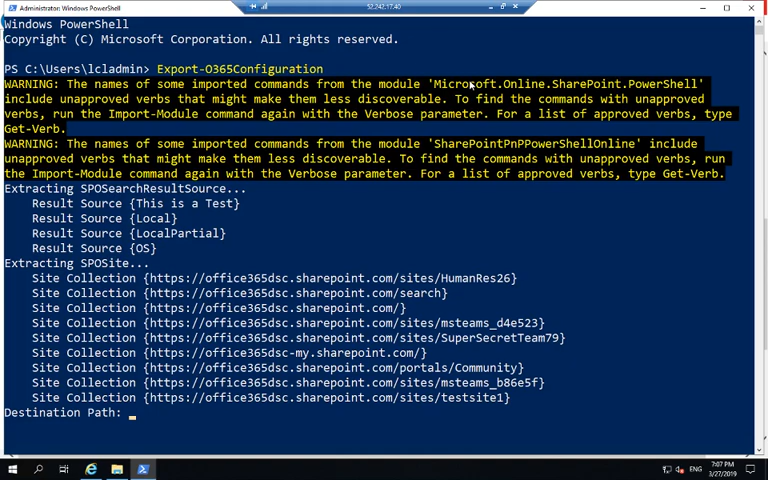 Administrator: Windows PowerShell
52.242.17.40
Windows PowerShell
Copyright (C) Microsoft Corporation. All rights reserved.
PS C:\Users\lcladmin> Export-O365Configuration
WARNING: The names of some imported commands from the module 'Microsoft.Online.SharePoint.PowerShell'
include unapproved verbs that might make them less discoverable. To find the commands with unapproved
verbs, run the Import-Module command again with the Verbose parameter. For a list of approved verbs, type
Get-Verb.
WARNING: The names of some imported commands from the module 'SharePointPnPPowerShellOnline' include
unapproved verbs that might make them less discoverable. To find the commands with unapproved verbs, run
the Import-Module command again with the Verbose parameter. For a list of approved verbs, type Get-Verb.
Extracting SPOSearchResultSource...
Result Source {This is a Test}
Result Source {Local}
Result Source {LocalPartial}
Result Source {OS}
Extracting SPOSite...
Site Collection {https://office365dsc.sharepoint.com/sites/HumanRes26}
Site Collection {https://office365dsc.sharepoint.com/search}
Site Collection {https://office365dsc.sharepoint.com/}
Site Collection {https://office365dsc.sharepoint.com/sites/msteams_d4e523}
Site Collection {https://office365dsc.sharepoint.com/sites/SuperSecretTeam79}
Site Collection {https://office365dsc-my.sharepoint.com/}
Site Collection {https://office365dsc.sharepoint.com/portals/Community}
Site Collection {https://office365dsc.sharepoint.com/sites/msteams_b86e5f}
Site Collection {https://office365dsc.sharepoint.com/sites/testsite1}
Destination Path:
ENG
7:07 PM
3/27/2019